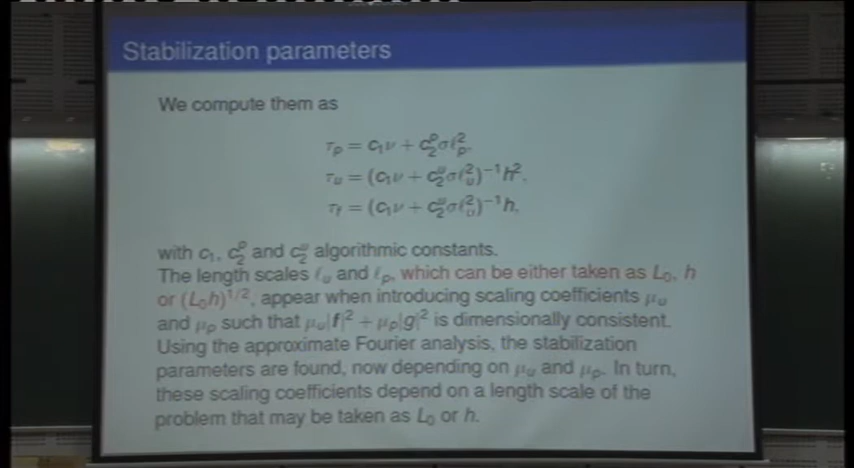 Stabilization parameters
We compute them as
τₚ = c₁ν + c₂ᵖσℓₚ²,
τᵤ = (c₁ν + c₂ᵘσℓᵤ²)⁻¹h²,
τ_f = (c₁ν + c₂ᵘσℓᵤ²)⁻¹h,
with c₁, c₂ᵖ and c₂ᵘ algorithmic constants.
The length scales ℓᵤ and ℓₚ, which can be either taken as L₀, h
or (L₀h)^1/2, appear when introducing scaling coefficients μᵤ
and μₚ such that μᵤ|f|² + μₚ|g|² is dimensionally consistent.
Using the approximate Fourier analysis, the stabilization
parameters are found, now depending on μᵤ and μₚ. In turn,
these scaling coefficients depend on a length scale of the
problem that may be taken as L₀ or h.